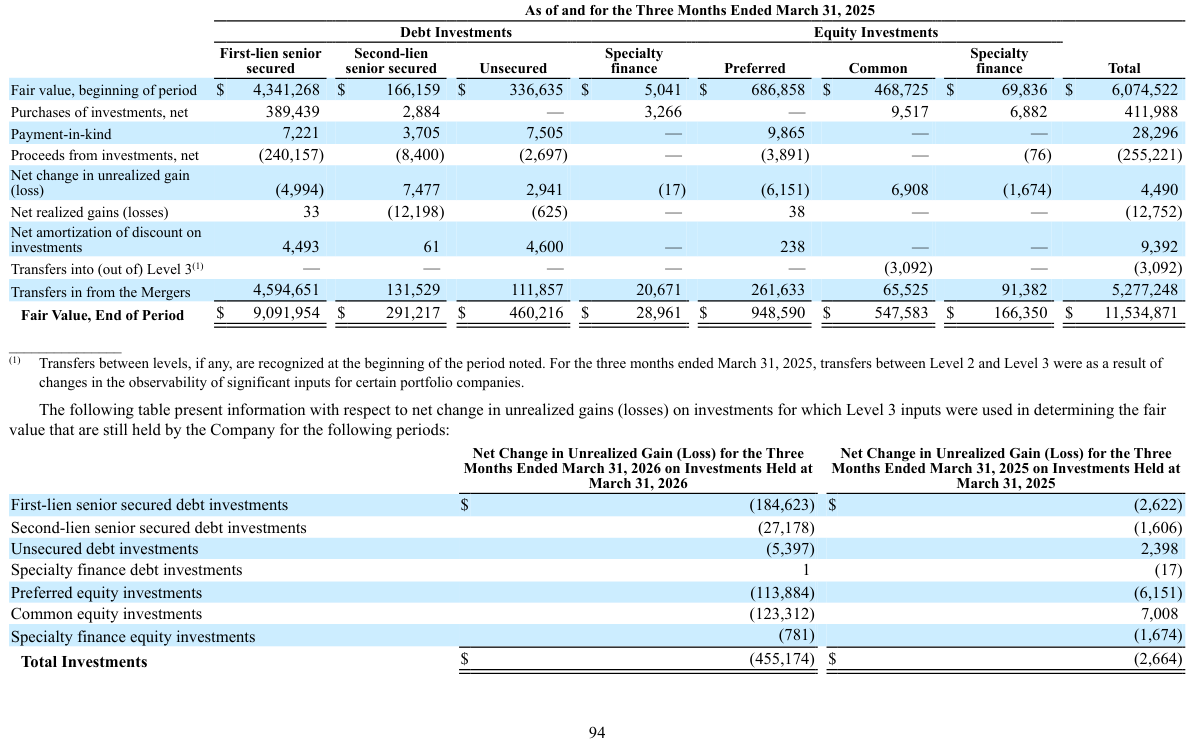 As of and for the Three Months Ended March 31, 2025
Debt Investments Equity Investments
First-lien senior secured Second-lien senior secured Unsecured Specialty finance Preferred Common Specialty finance Total
Fair value, beginning of period $ 4,341,268 $ 166,159 $ 336,635 $ 5,041 $ 686,858 $ 468,725 $ 69,836 $ 6,074,522
Purchases of investments, net 389,439 2,884 — 3,266 — 9,517 6,882 411,988
Payment-in-kind 7,221 3,705 7,505 — 9,865 — — 28,296
Proceeds from investments, net (240,157) (8,400) (2,697) — (3,891) — (76) (255,221)
Net change in unrealized gain (loss) (4,994) 7,477 2,941 (17) (6,151) 6,908 (1,674) 4,490
Net realized gains (losses) 33 (12,198) (625) — 38 — — (12,752)
Net amortization of discount on investments 4,493 61 4,600 — 238 — — 9,392
Transfers into (out of) Level 3(1) — — — — — (3,092) — (3,092)
Transfers in from the Mergers 4,594,651 131,529 111,857 20,671 261,633 65,525 91,382 5,277,248
Fair Value, End of Period $ 9,091,954 $ 291,217 $ 460,216 $ 28,961 $ 948,590 $ 547,583 $ 166,350 $ 11,534,871
(1) Transfers between levels, if any, are recognized at the beginning of the period noted. For the three months ended March 31, 2025, transfers between Level 2 and Level 3 were as a result of
changes in the observability of significant inputs for certain portfolio companies.
The following table present information with respect to net change in unrealized gains (losses) on investments for which Level 3 inputs were used in determining the fair
value that are still held by the Company for the following periods:
Net Change in Unrealized Gain (Loss) for the Three Months Ended March 31, 2026 on Investments Held at March 31, 2026 Net Change in Unrealized Gain (Loss) for the Three Months Ended March 31, 2025 on Investments Held at March 31, 2025
First-lien senior secured debt investments $ (184,623) $ (2,622)
Second-lien senior secured debt investments (27,178) (1,606)
Unsecured debt investments (5,397) 2,398
Specialty finance debt investments 1 (17)
Preferred equity investments (113,884) (6,151)
Common equity investments (123,312) 7,008
Specialty finance equity investments (781) (1,674)
Total Investments $ (455,174) $ (2,664)
94